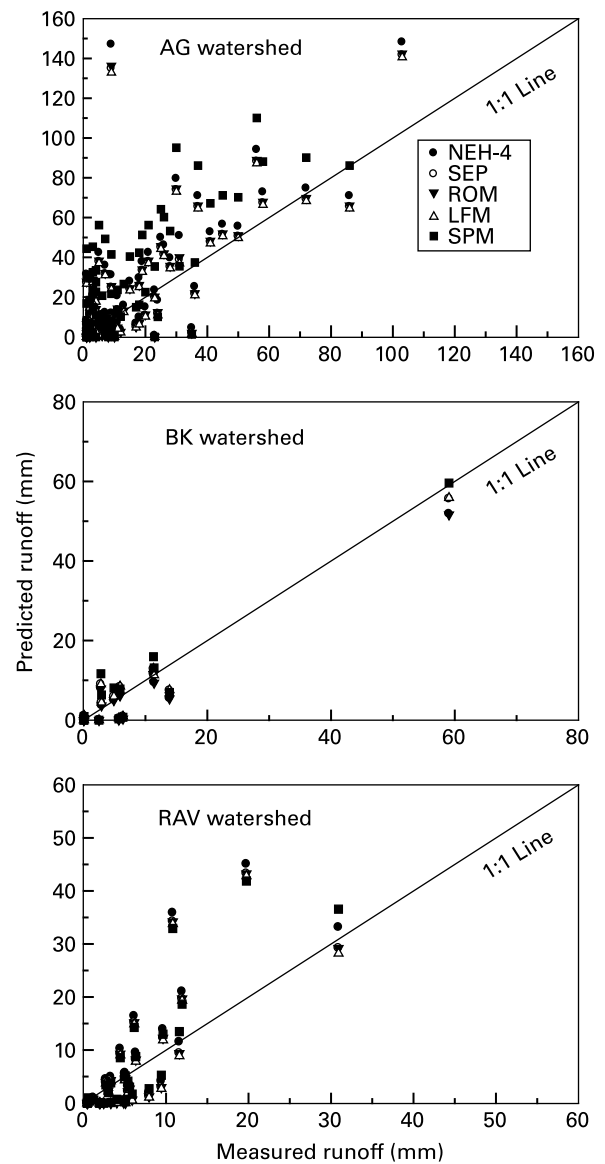 160
AG watershed
140
1:1 Line
120
100
NEH-4
SEP
80
ROM
LFM
60
SPM
40
20
0
0 20 40 60 80 100 120 140 160
80
BK watershed
60
1:1 Line
40
20
0
0 20 40 60 80
Predicted runoff (mm)
60
RAV watershed
50
1:1 Line
40
30
20
10
0
0 10 20 30 40 50 60
Measured runoff (mm)